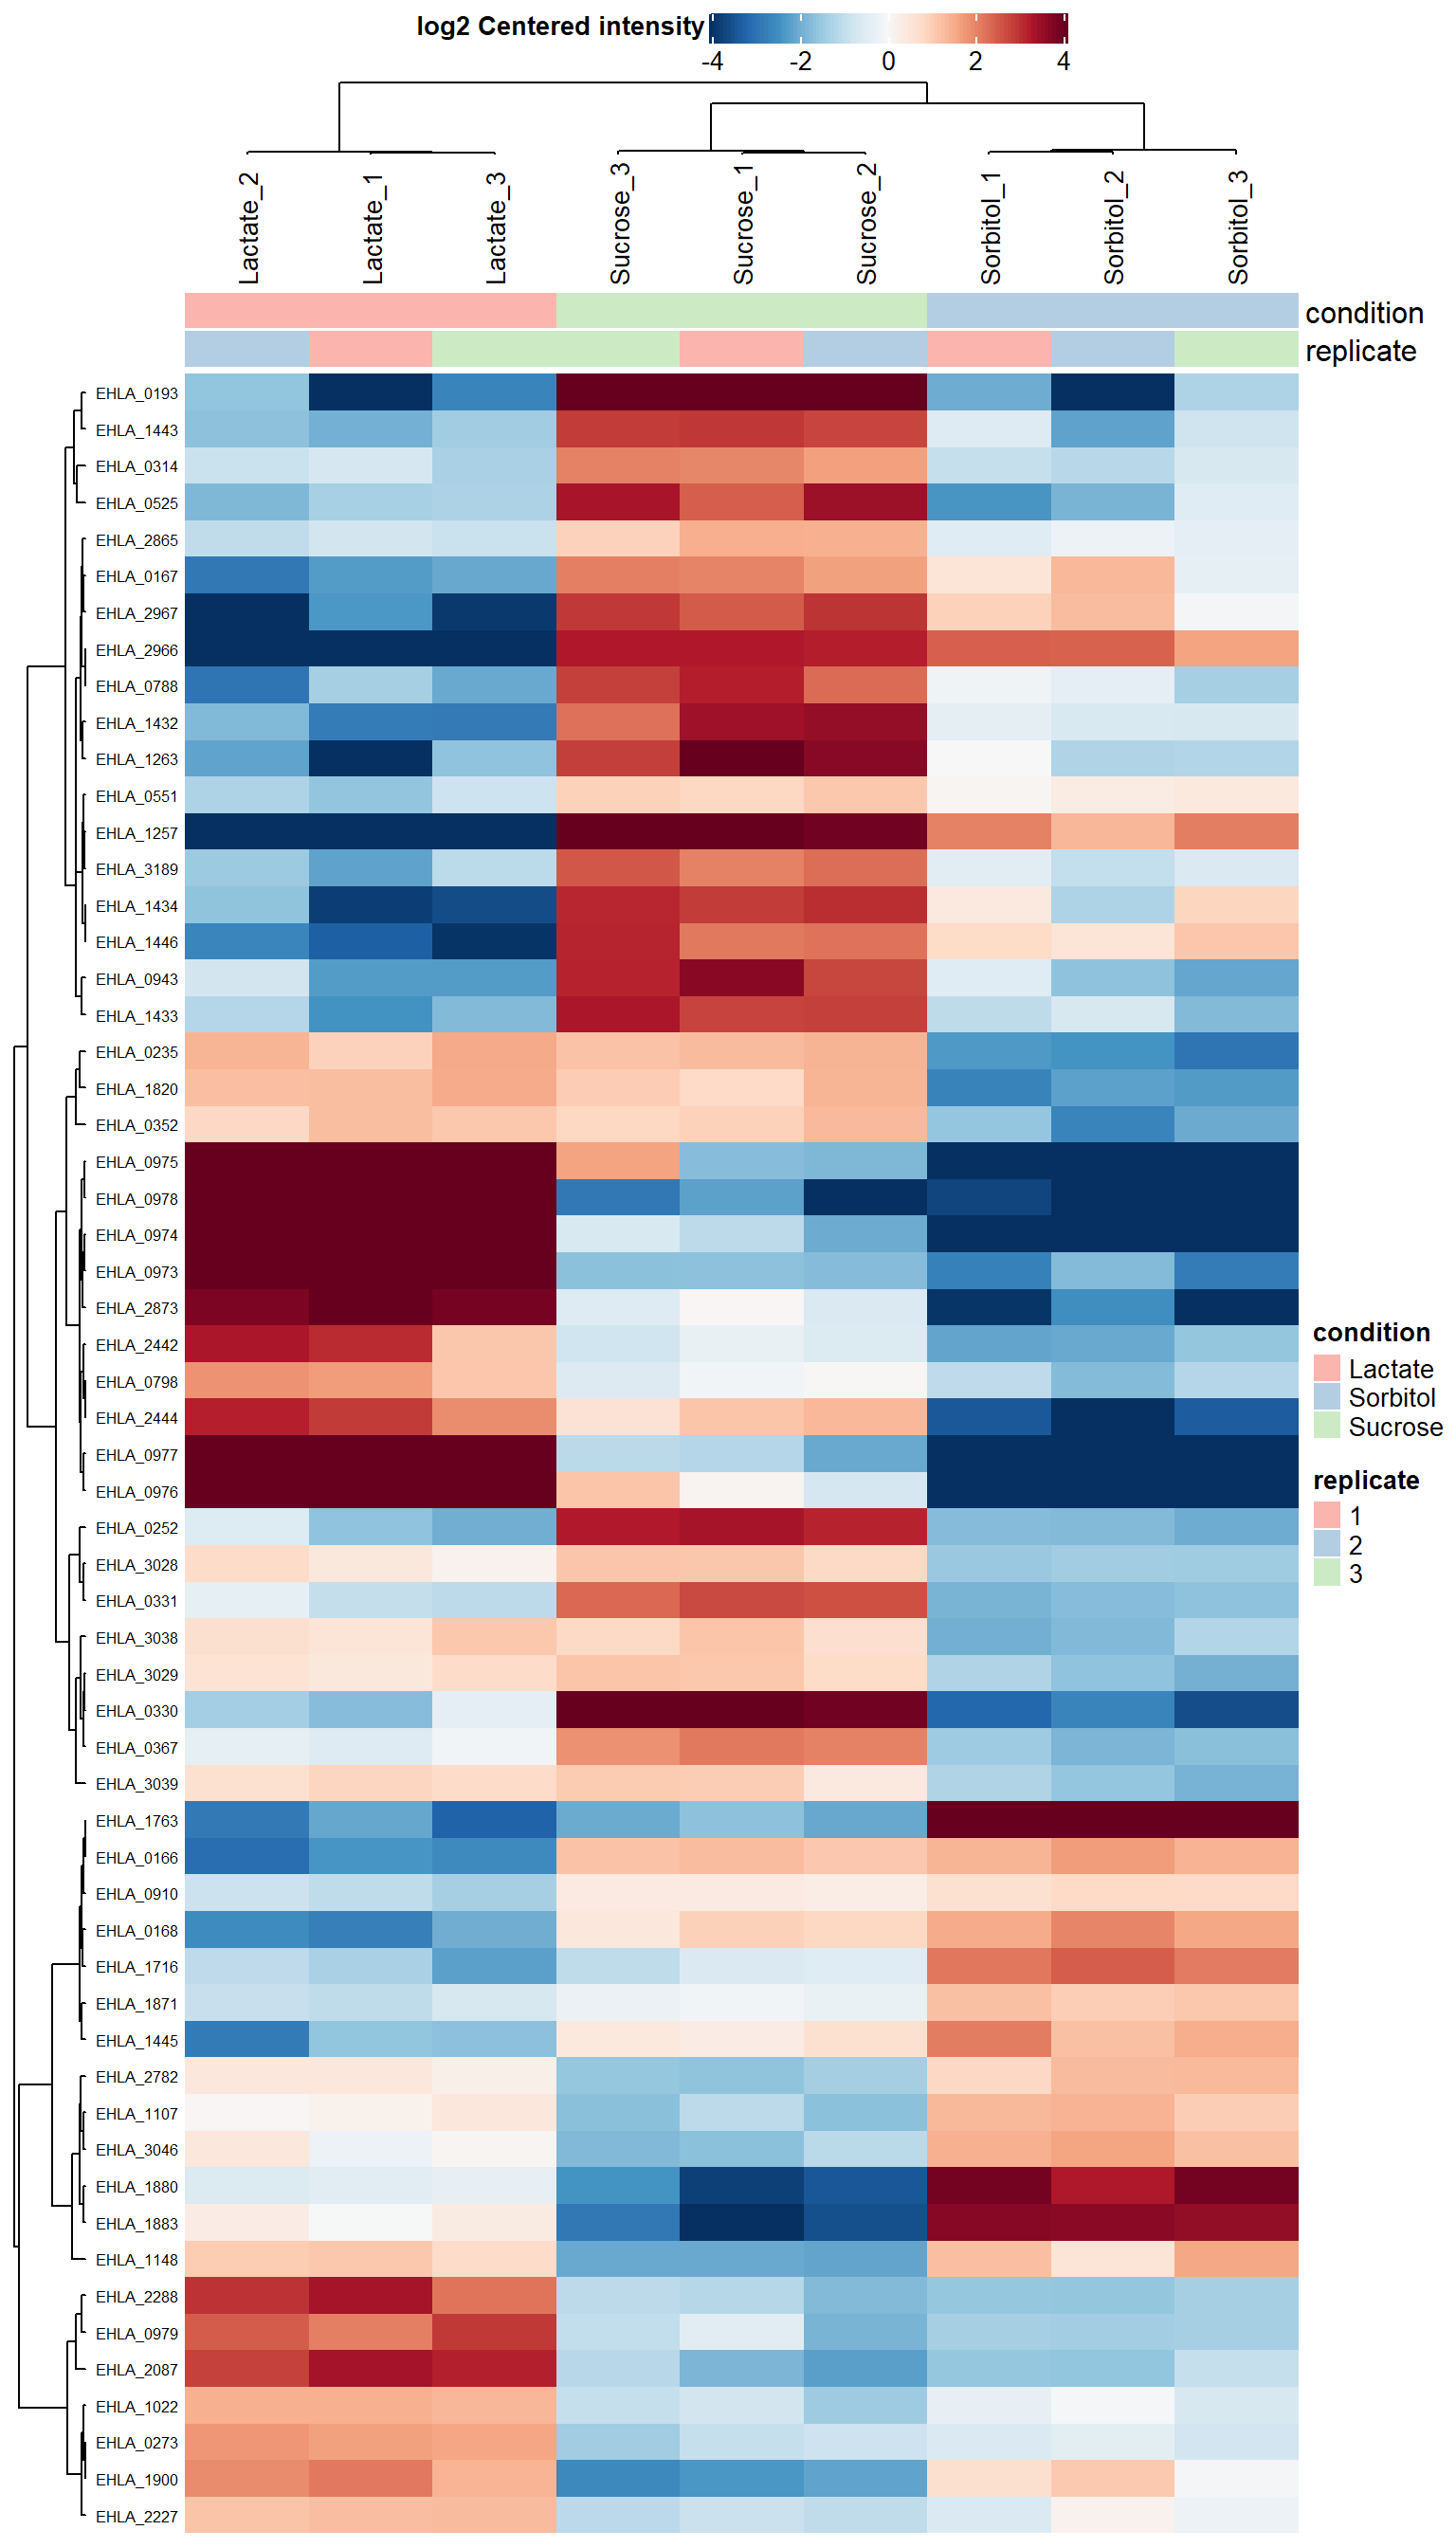 log2 Centered intensity
-4 -2 0 2 4
Lactate_2 Lactate_1 Lactate_3 Sucrose_3 Sucrose_1 Sucrose_2 Sorbitol_1 Sorbitol_2 Sorbitol_3
condition
replicate
EHLA_0193
EHLA_1443
EHLA_0314
EHLA_0525
EHLA_2865
EHLA_0167
EHLA_2967
EHLA_2966
EHLA_0788
EHLA_1432
EHLA_1263
EHLA_0551
EHLA_1257
EHLA_3189
EHLA_1434
EHLA_1446
EHLA_0943
EHLA_1433
EHLA_0235
EHLA_1820
EHLA_0352
EHLA_0975
EHLA_0978
EHLA_0974
EHLA_0973
EHLA_2873
EHLA_2442
EHLA_0798
EHLA_2444
EHLA_0977
EHLA_0976
EHLA_0252
EHLA_3028
EHLA_0331
EHLA_3038
EHLA_3029
EHLA_0330
EHLA_0367
EHLA_3039
EHLA_1763
EHLA_0166
EHLA_0910
EHLA_0168
EHLA_1716
EHLA_1871
EHLA_1445
EHLA_2782
EHLA_1107
EHLA_3046
EHLA_1880
EHLA_1883
EHLA_1148
EHLA_2288
EHLA_0979
EHLA_2087
EHLA_1022
EHLA_0273
EHLA_1900
EHLA_2227
condition
Lactate
Sorbitol
Sucrose
replicate
1
2
3